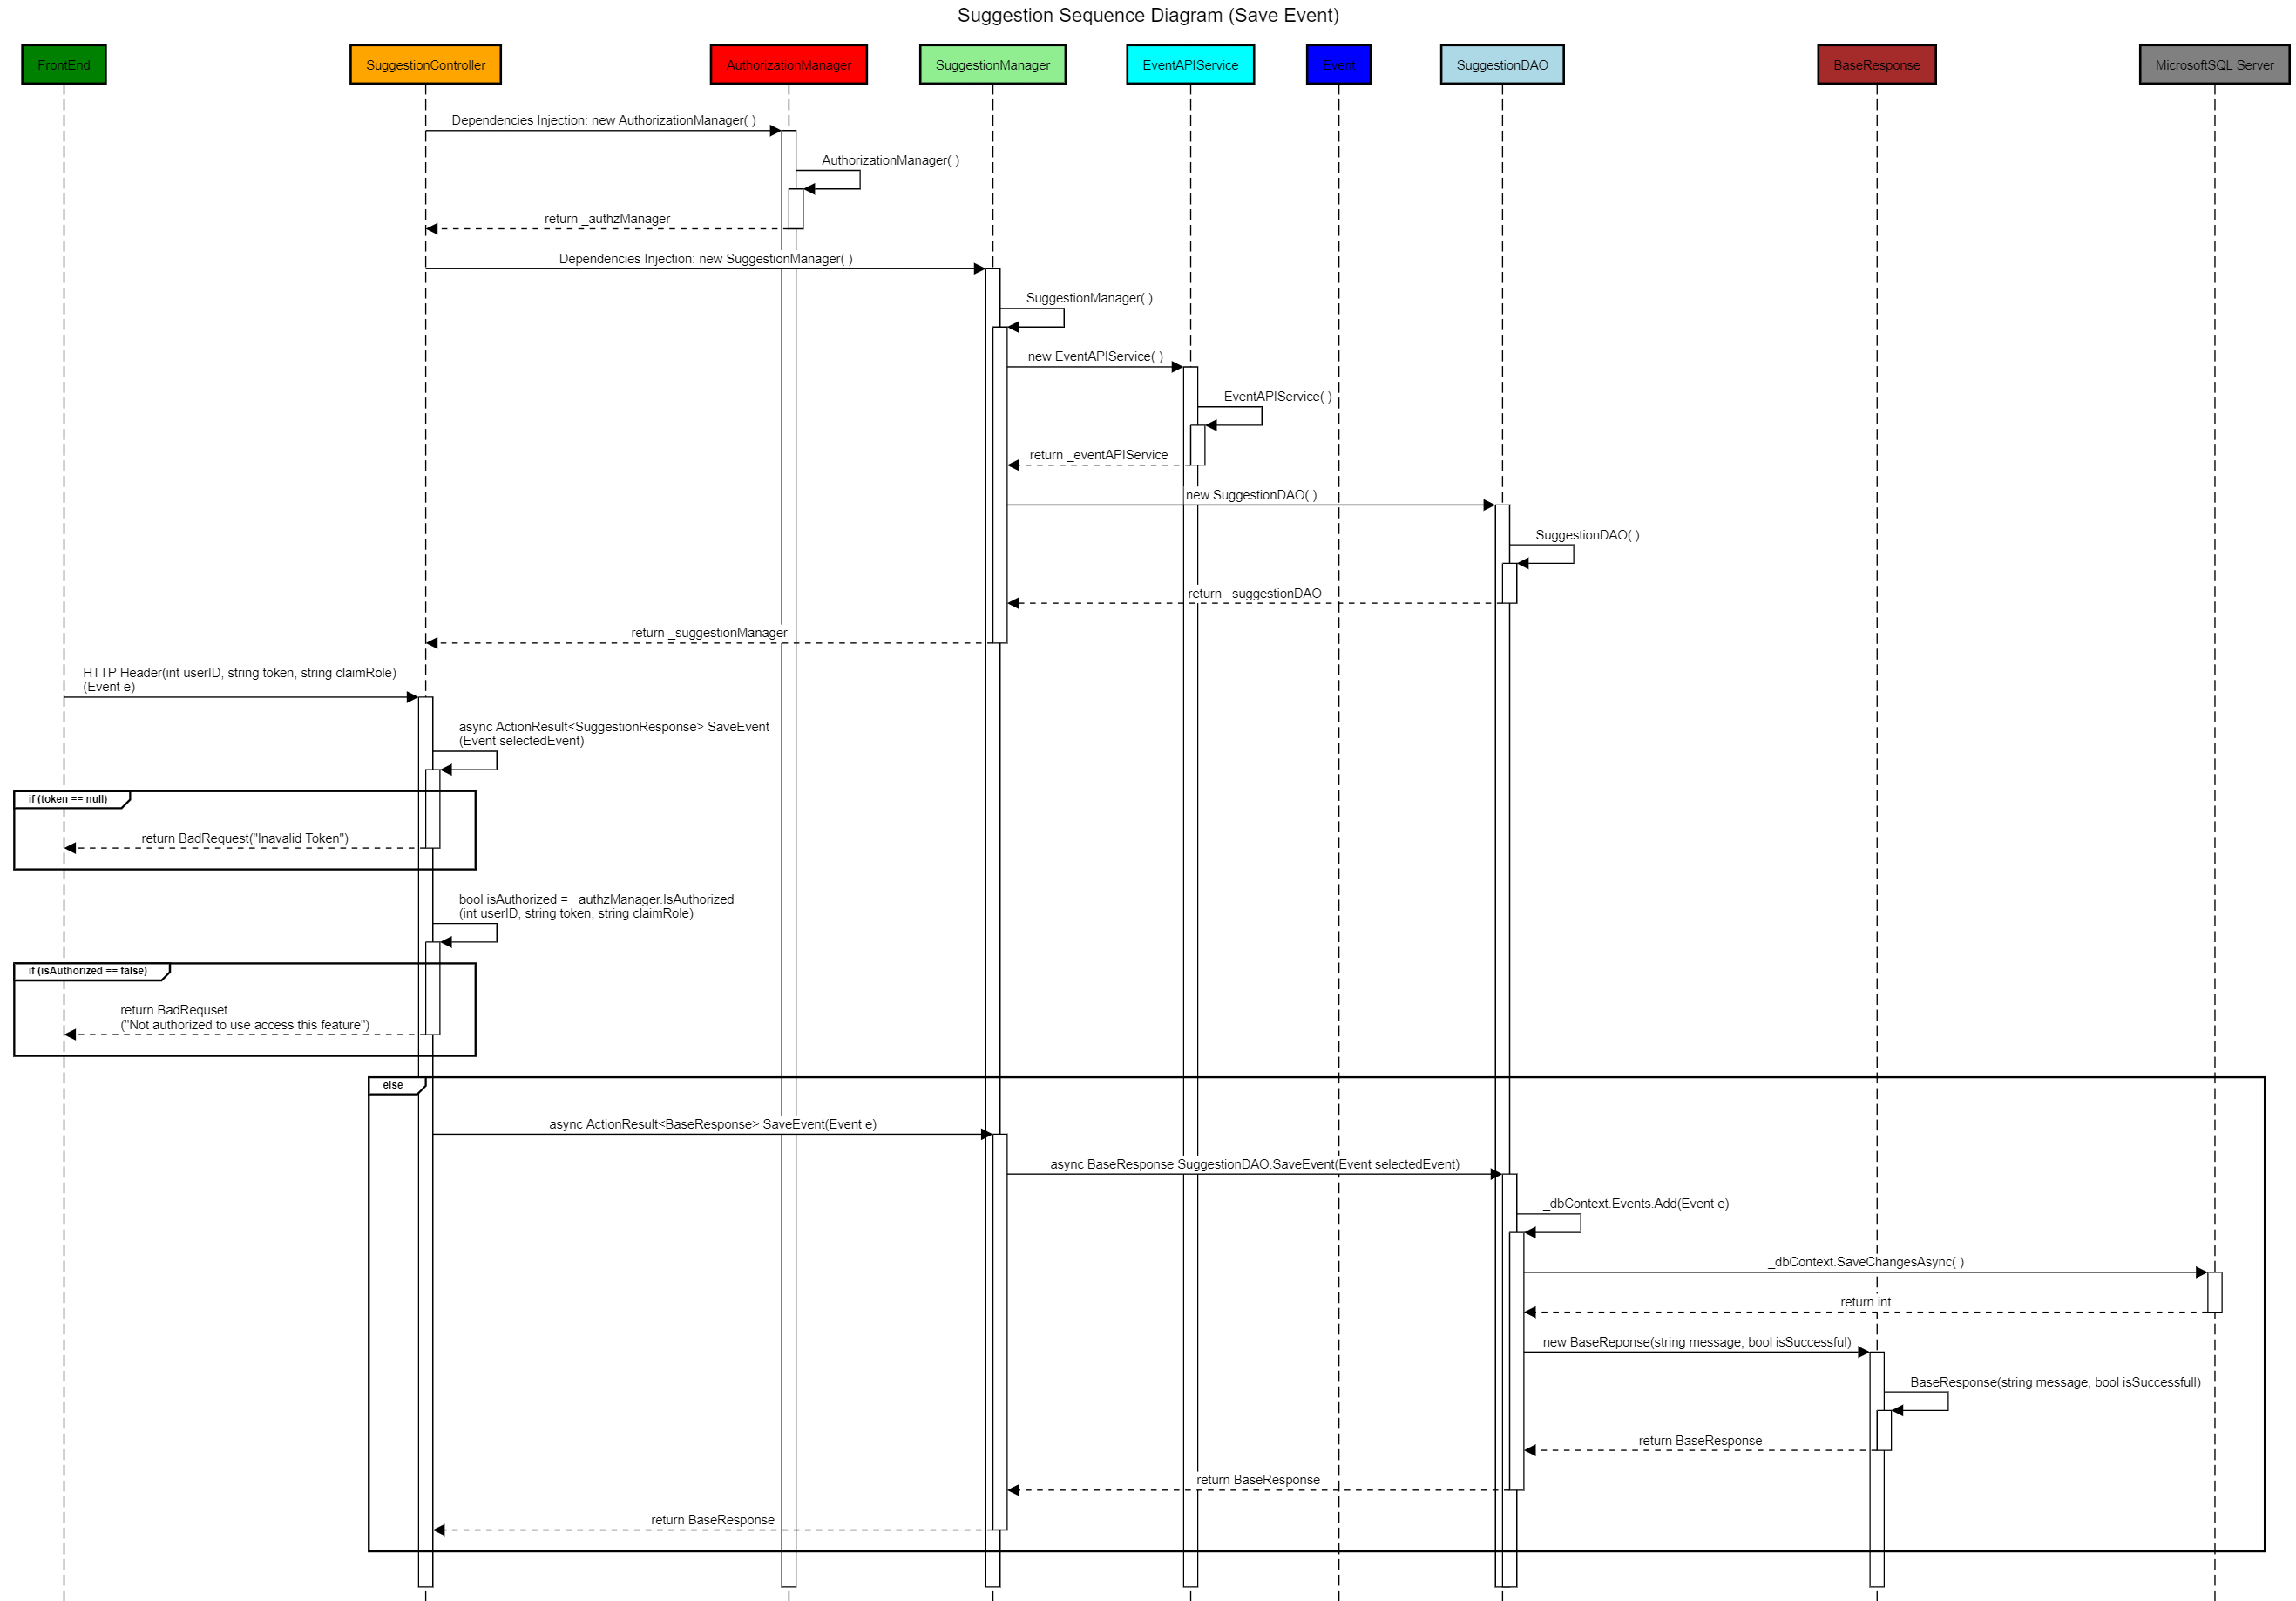 Suggestion Sequence Diagram (Save Event)
FrontEnd
SuggestionController
AuthorizationManager
SuggestionManager
EventAPIService
Event
SuggestionDAO
BaseResponse
MicrosoftSQL Server
Dependencies Injection: new AuthorizationManager( )
AuthorizationManager( )
return _authzManager
Dependencies Injection: new SuggestionManager( )
SuggestionManager( )
new EventAPIService( )
EventAPIService( )
return _eventAPIService
new SuggestionDAO( )
SuggestionDAO( )
return _suggestionDAO
return _suggestionManager
HTTP Header(int userID, string token, string claimRole)
(Event e)
async ActionResult<SuggestionResponse> SaveEvent
(Event selectedEvent)
if (token == null)
return BadRequest("Inavalid Token")
bool isAuthorized = _authzManager.IsAuthorized
(int userID, string token, string claimRole)
if (isAuthorized == false)
return BadRequset
("Not authorized to use access this feature")
else
async ActionResult<BaseResponse> SaveEvent(Event e)
async BaseResponse SuggestionDAO.SaveEvent(Event selectedEvent)
_dbContext.Events.Add(Event e)
_dbContext.SaveChangesAsync( )
return int
new BaseReponse(string message, bool isSuccessful)
BaseResponse(string message, bool isSuccessfull)
return BaseResponse
return BaseResponse
return BaseResponse